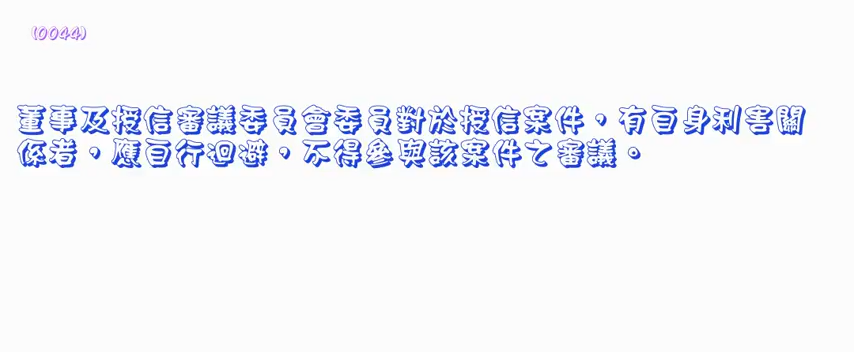 (0044)
董事及授信審議委員會委員對於授信案件，有自身利害關
係者，應自行迴避，不得參與該案件之審議。